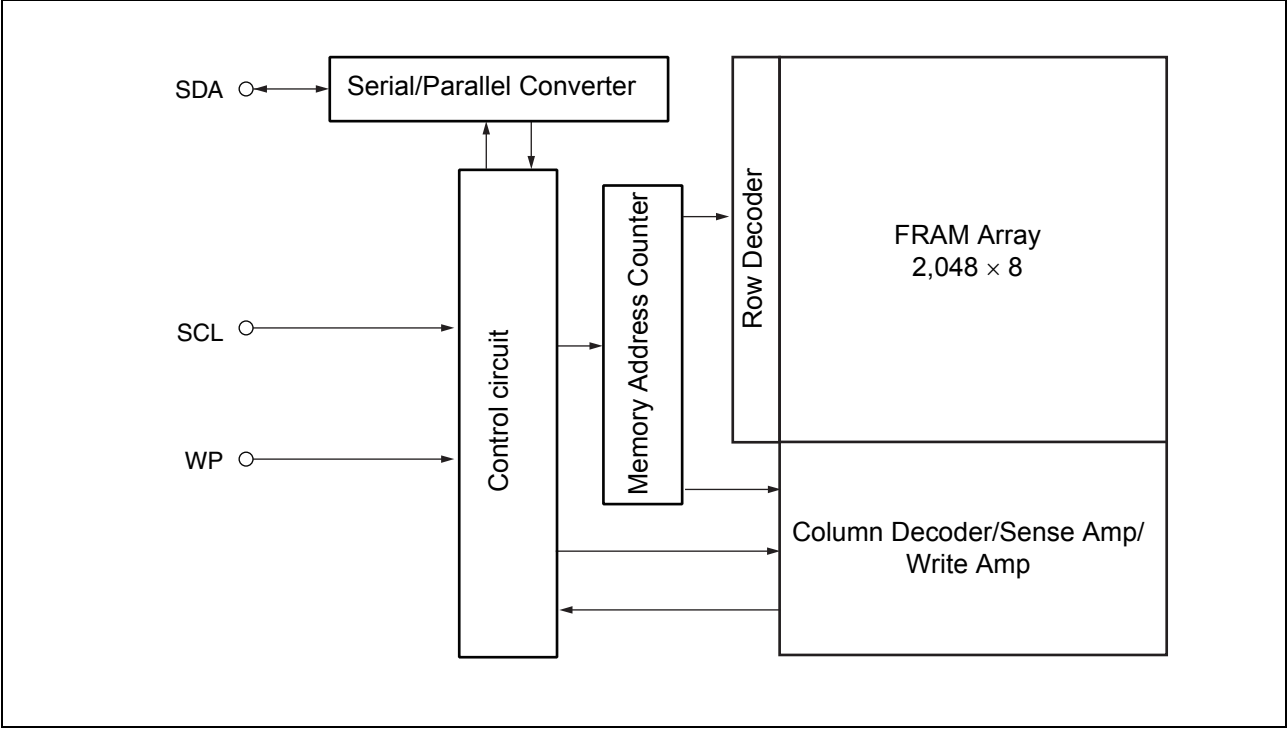 SDA
Serial/Parallel Converter
SCL
WP
Control circuit
Memory Address Counter
Row Decoder
FRAM Array
2,048 × 8
Column Decoder/Sense Amp/
Write Amp